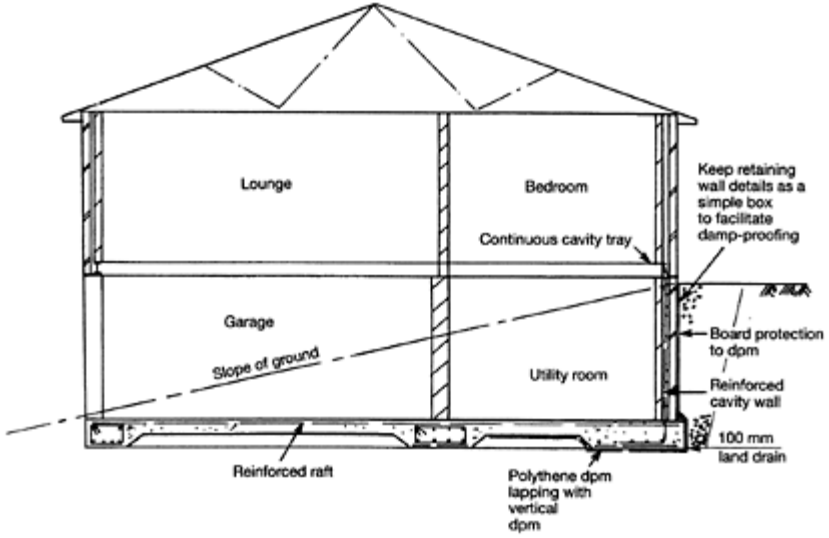 Lounge
Bedroom
Keep retaining
wall details as a
simple box
to facilitate
damp-proofing
Continuous cavity tray
Garage
Slope of ground
Utility room
Board protection
to dpm
Reinforced
cavity wall
100 mm
land drain
Reinforced raft
Polythene dpm
lapping with
vertical
dpm